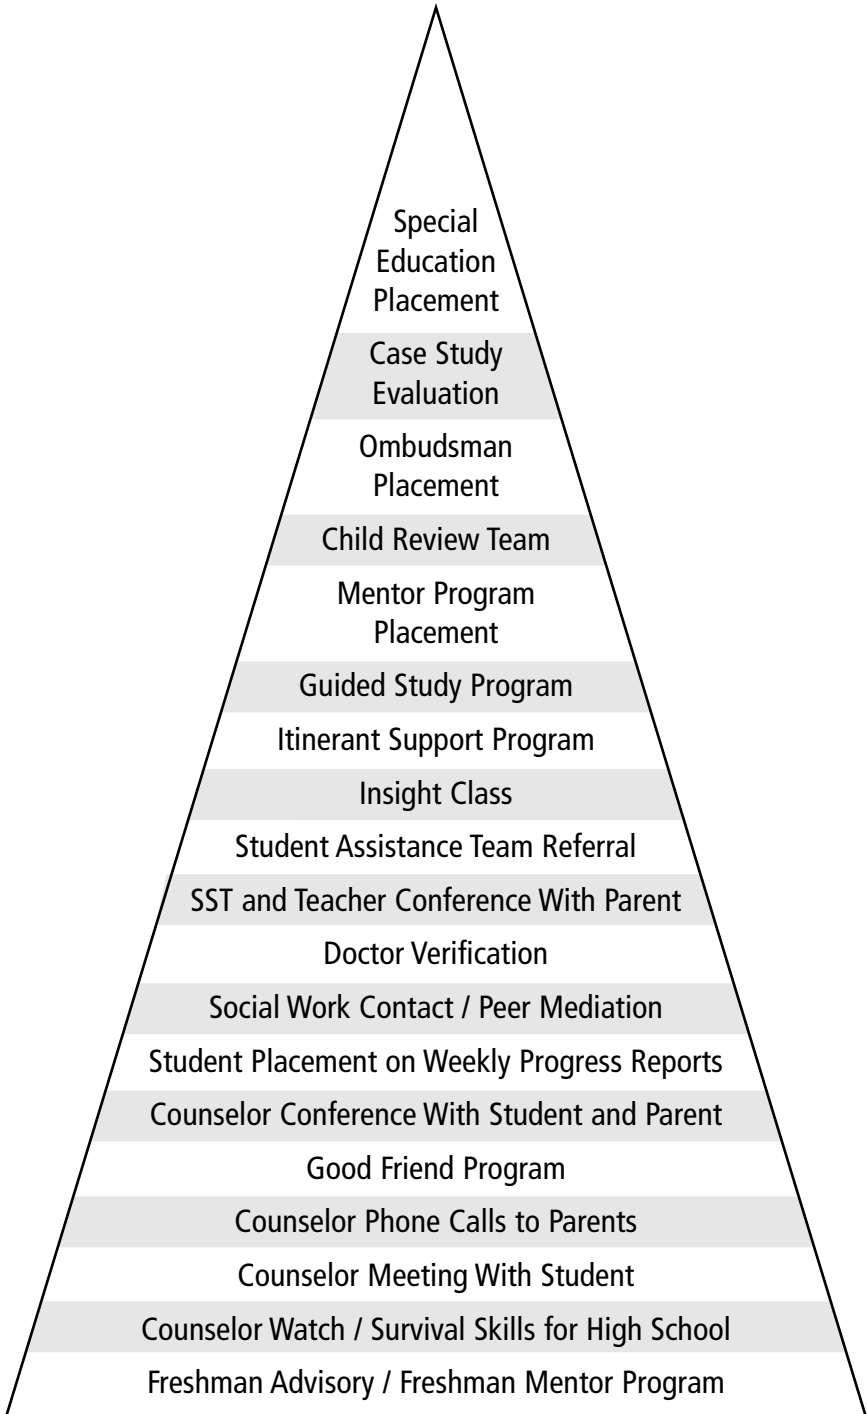 Special
Education
Placement
Case Study
Evaluation
Ombudsman
Placement
Child Review Team
Mentor Program
Placement
Guided Study Program
Itinerant Support Program
Insight Class
Student Assistance Team Referral
SST and Teacher Conference With Parent
Doctor Verification
Social Work Contact / Peer Mediation
Student Placement on Weekly Progress Reports
Counselor Conference With Student and Parent
Good Friend Program
Counselor Phone Calls to Parents
Counselor Meeting With Student
Counselor Watch / Survival Skills for High School
Freshman Advisory / Freshman Mentor Program